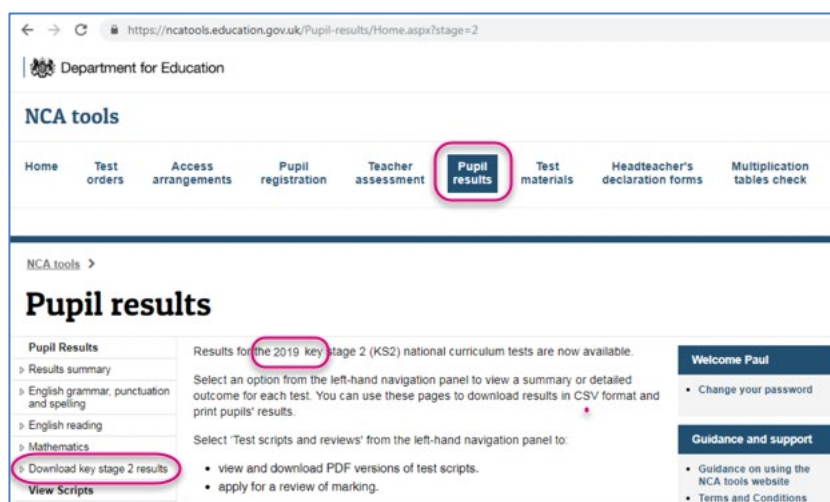 https://ncatools.education.gov.uk/Pupil-results/Home.aspx?stage=2
Department for Education
NCA tools
Home
Test
orders
Access
arrangements
Pupil
registration
Teacher
assessment
Pupil
results
Test
materials
Headteacher's
declaration forms
Multiplication
tables check
NCA tools >
Pupil results
Pupil Results
Results summary
English grammar, punctuation
and spelling
English reading
Mathematics
Download key stage 2 results
View Scripts
Results for the 2019 key stage 2 (KS2) national curriculum tests are now available.
Select an option from the left-hand navigation panel to view a summary or detailed
outcome for each test. You can use these pages to download results in CSV format and
print pupils' results.
Select 'Test scripts and reviews' from the left-hand navigation panel to:
• view and download PDF versions of test scripts.
• apply for a review of marking.
Welcome Paul
• Change your password
Guidance and support
• Guidance on using the
NCA tools website
• Terms and Conditions